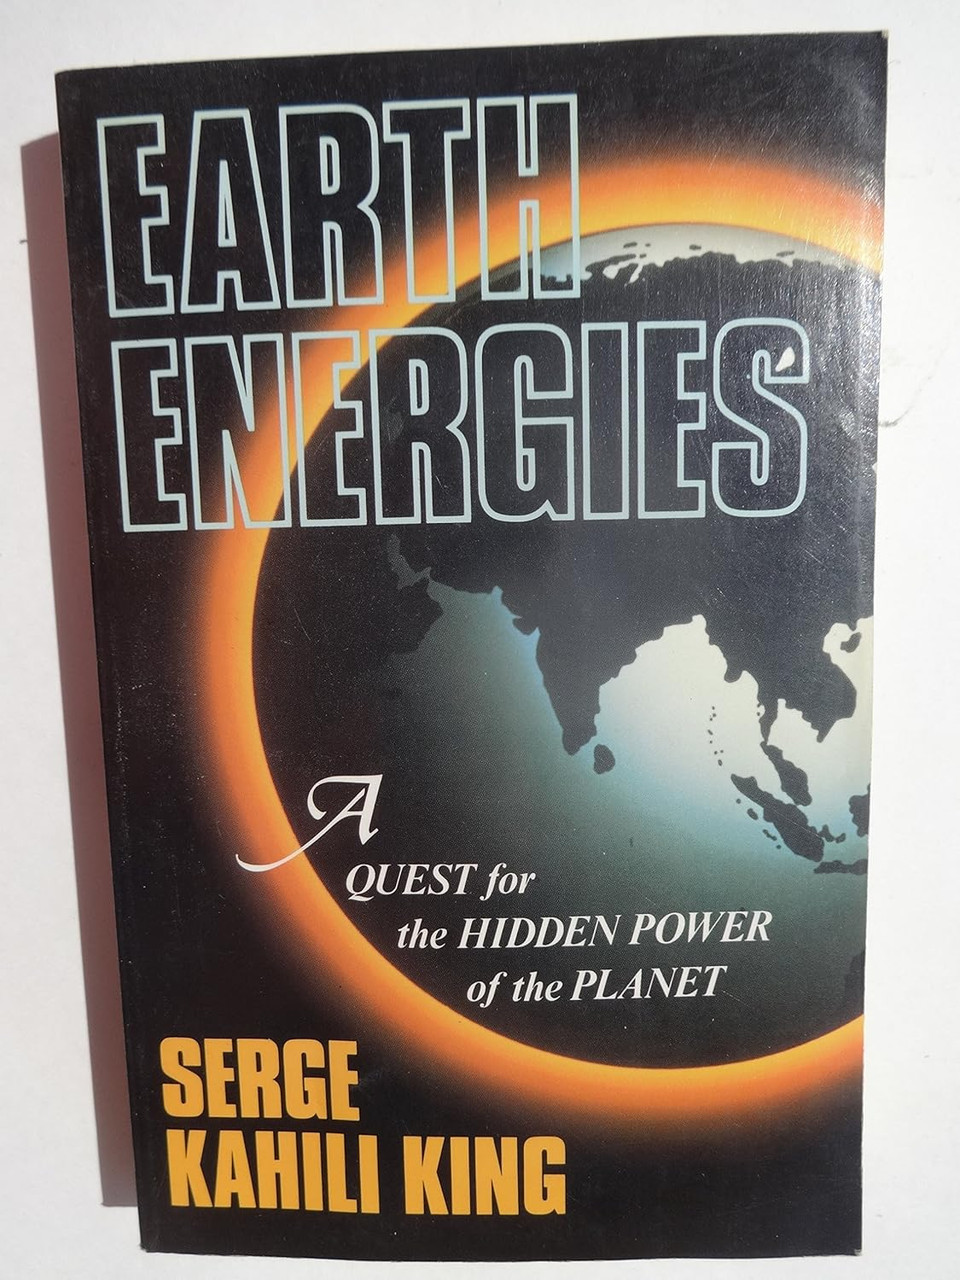 EARTH
ENERGIES
A
QUEST for
the HIDDEN POWER
of the PLANET
SERGE
KAHILI KING